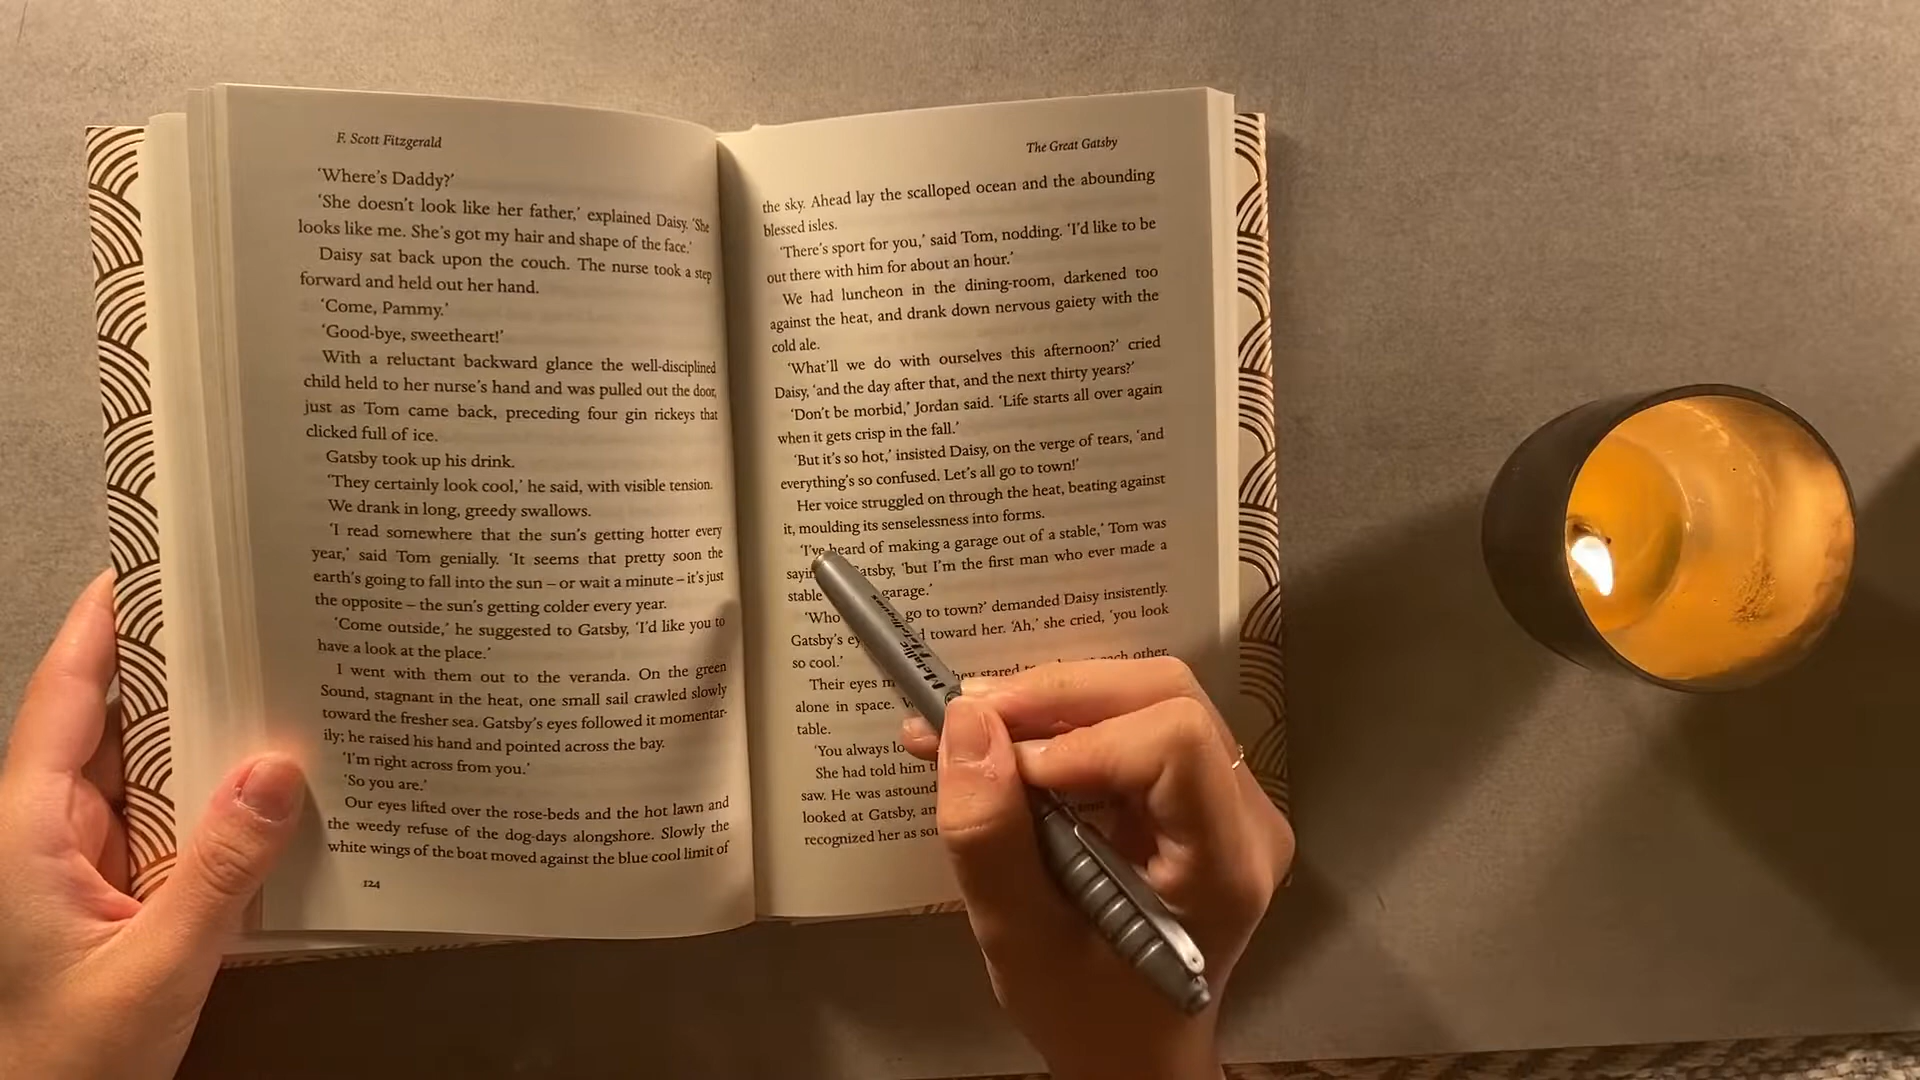 F. Scott Fitzgerald
'Where's Daddy?'
'She doesn't look like her father,' explained Daisy. 'She
looks like me. She's got my hair and shape of the face.'
Daisy sat back upon the couch. The nurse took a step
forward and held out her hand.
'Come, Pammy.'
'Good-bye, sweetheart!'
With a reluctant backward glance the well-disciplined
child held to her nurse's hand and was pulled out the door,
just as Tom came back, preceding four gin rickeys that
clicked full of ice.
Gatsby took up his drink.
'They certainly look cool,' he said, with visible tension.
We drank in long, greedy swallows.
'I read somewhere that the sun's getting hotter every
year,' said Tom genially. 'It seems that pretty soon the
earth's going to fall into the sun – or wait a minute – it's just
the opposite – the sun's getting colder every year.
'Come outside,' he suggested to Gatsby, 'I'd like you to
have a look at the place.'
I went with them out to the veranda. On the green
Sound, stagnant in the heat, one small sail crawled slowly
toward the fresher sea. Gatsby's eyes followed it momentar-
ily; he raised his hand and pointed across the bay.
'I'm right across from you.'
'So you are.'
Our eyes lifted over the rose-beds and the hot lawn and
the weedy refuse of the dog-days alongshore. Slowly the
white wings of the boat moved against the blue cool limit of
124
The Great Gatsby
the sky. Ahead lay the scalloped ocean and the abounding
blessed isles.
'There's sport for you,' said Tom, nodding. 'I'd like to be
out there with him for about an hour.'
We had luncheon in the dining-room, darkened too
against the heat, and drank down nervous gaiety with the
cold ale.
'What'll we do with ourselves this afternoon?' cried
Daisy, 'and the day after that, and the next thirty years?'
'Don't be morbid,' Jordan said. 'Life starts all over again
when it gets crisp in the fall.'
'But it's so hot,' insisted Daisy, on the verge of tears, 'and
everything's so confused. Let's all go to town!'
Her voice struggled on through the heat, beating against
it, moulding its senselessness into forms.
'I've heard of making a garage out of a stable,' Tom was
Gatsby, 'but I'm the first man who ever made a
stable garage.'
'Who go to town?' demanded Daisy insistently.
Gatsby's toward her. 'Ah,' she cried, 'you look
so cool.'
Their eyes they stared each other,
alone in space.
table.
'You always
She had told him
saw. He was
looked at Gatsby,
recognized her as
Metallic